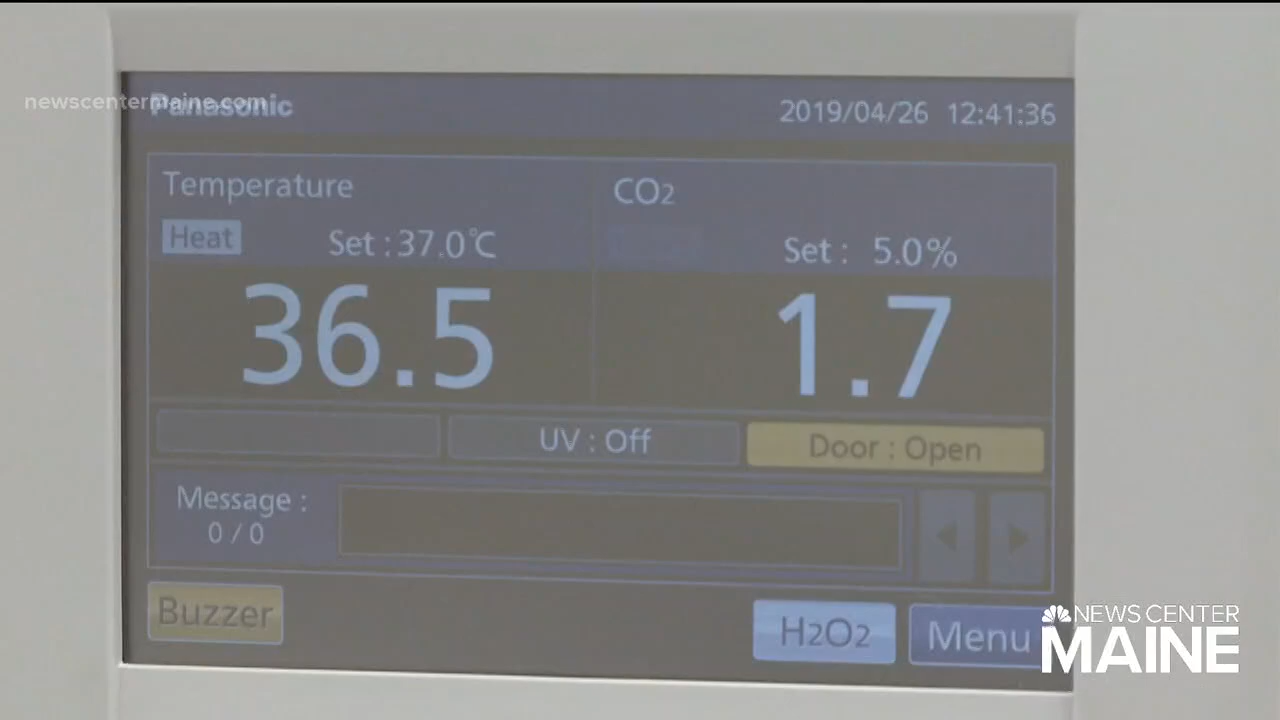 newscenterMaine.com
Panasonic
2019/04/26 12:41:36
Temperature
Heat
Set : 37.0℃
36.5
CO2
Set : 5.0%
1.7
UV : Off
Door : Open
Message :
0 / 0
Buzzer
H2O2
Menu
NEWS CENTER
MAINE